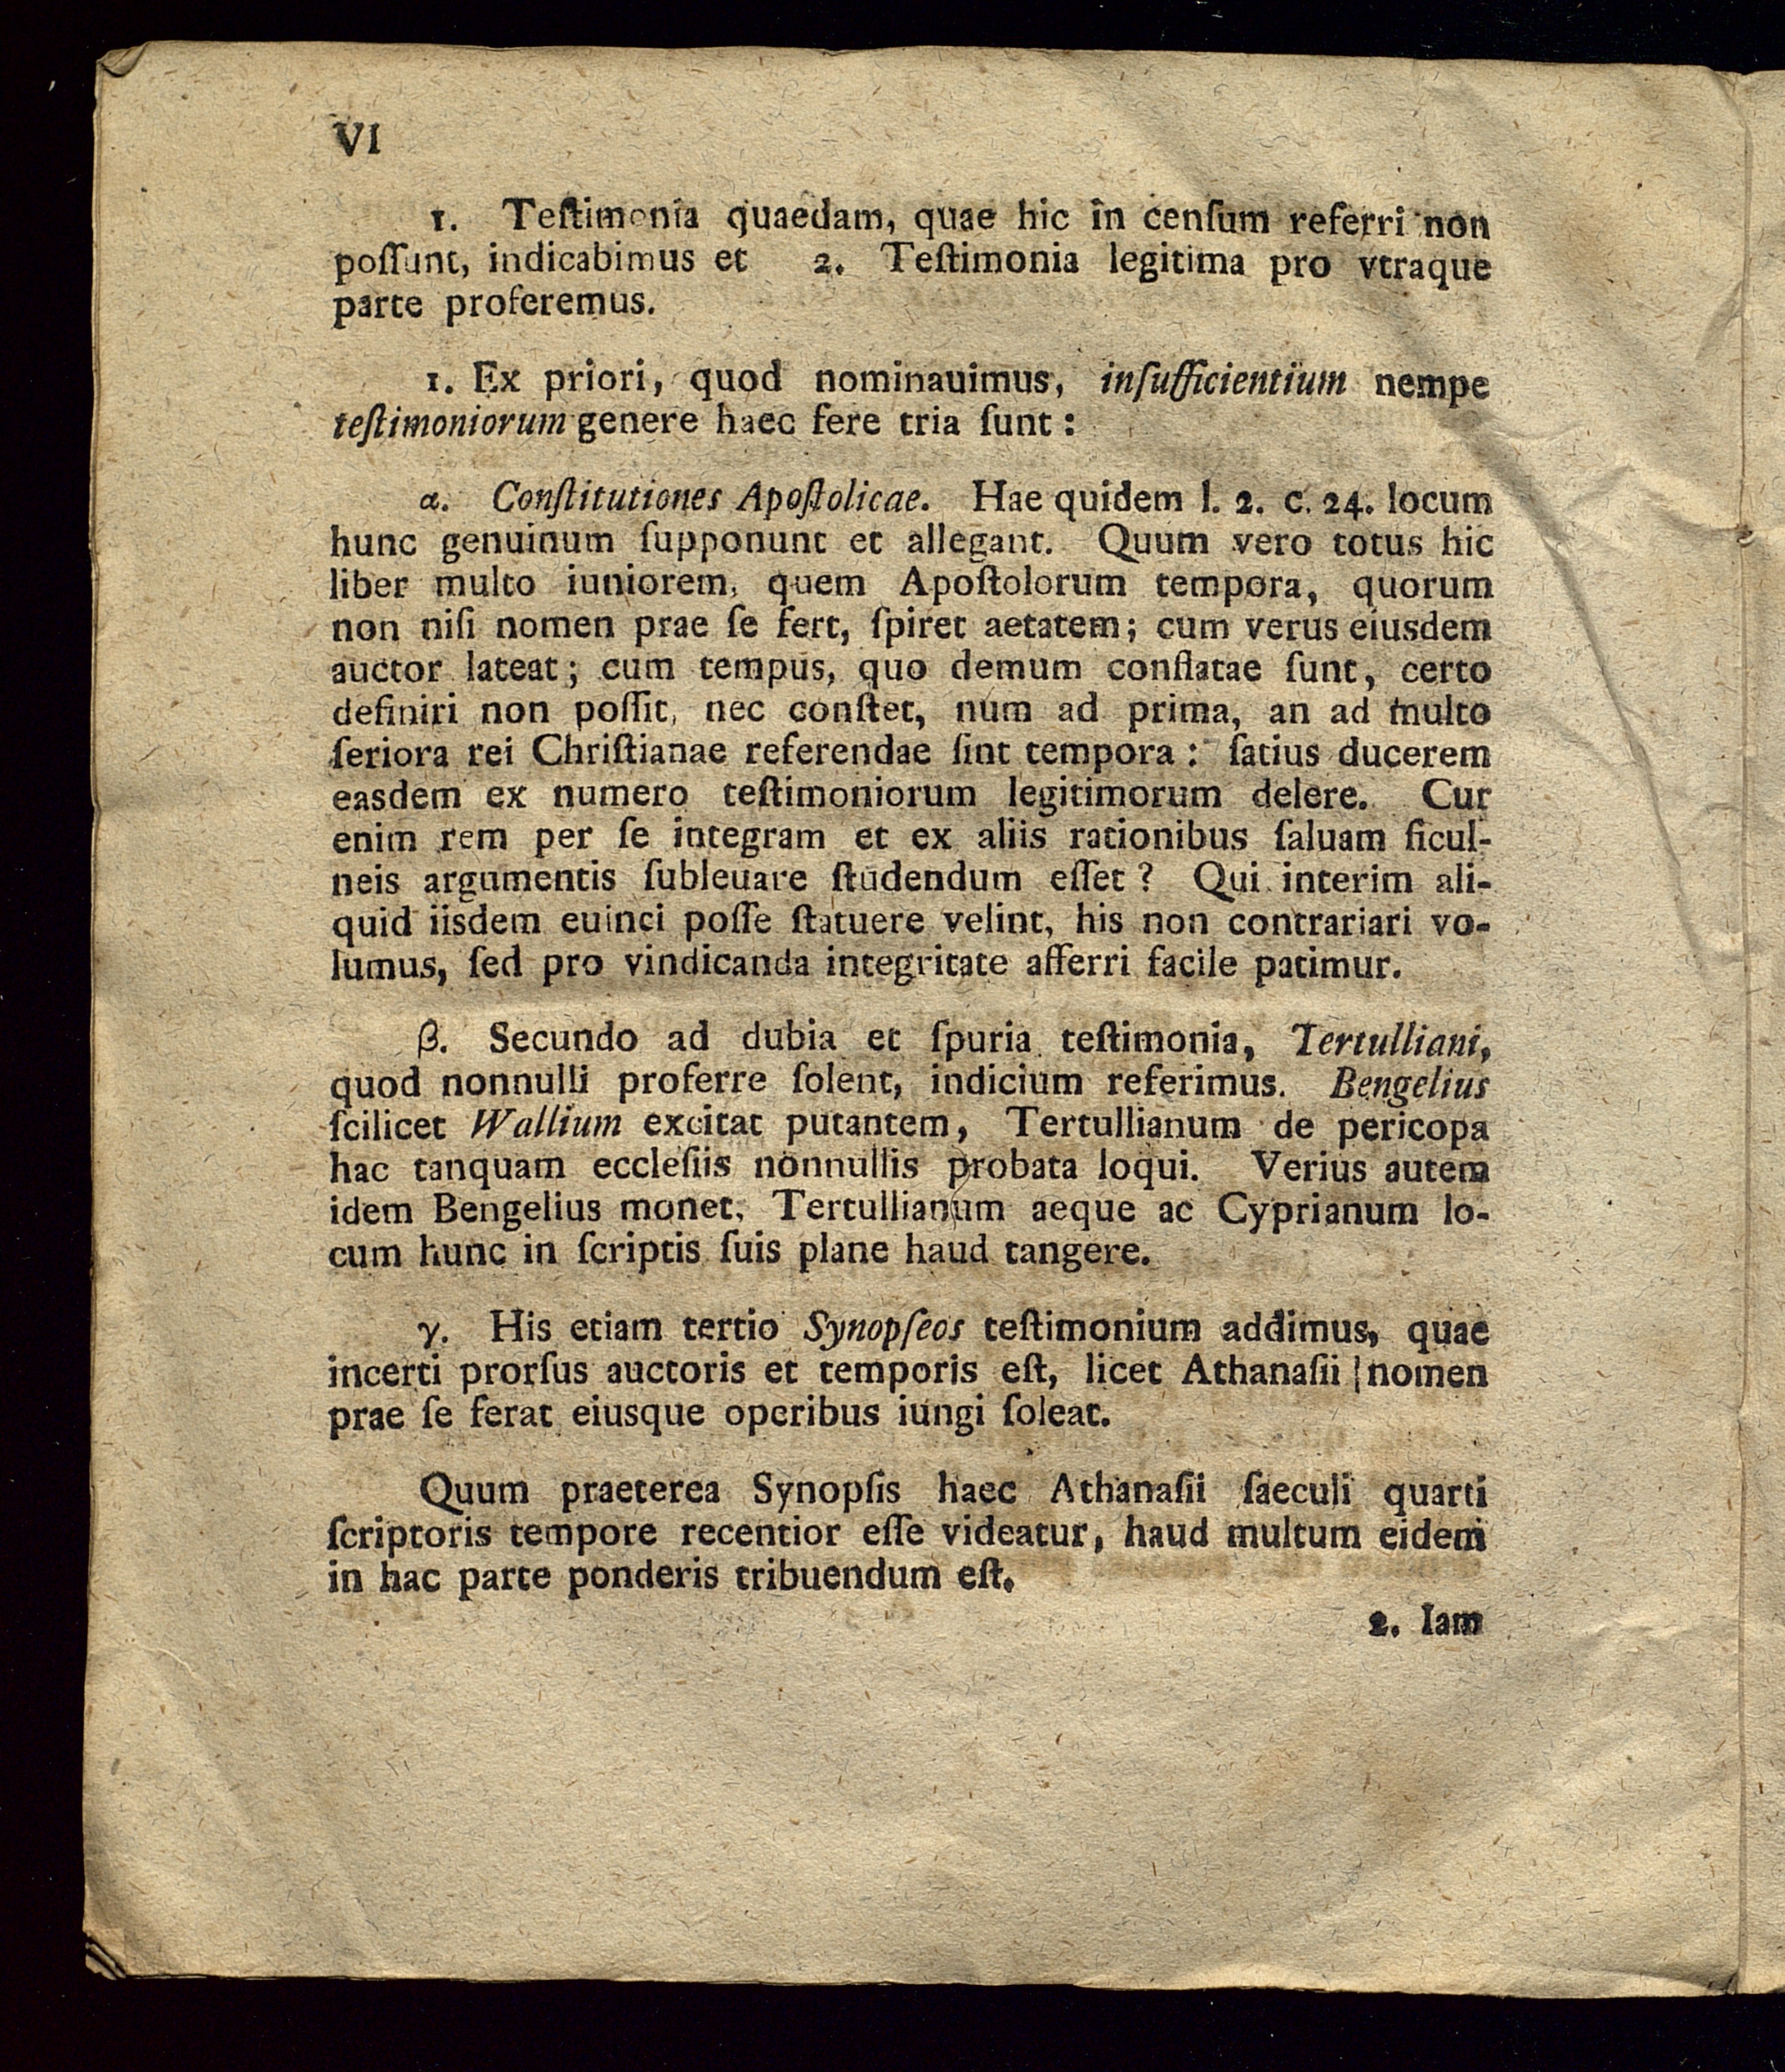 VI
1. Teſtimonia quaedam, quae hic in cenſum referri non
poſſunt, indicabimus et 2. Teſtimonia legitima pro vtraque
parte proferemus.
1. Ex priori, quod nominauimus, inſufficientium nempe
teſtimoniorum genere haec fere tria ſunt:
α. Conſtitutiones Apoſtolicae. Hae quidem l. 2. c. 24. locum
hunc genuinum ſupponunt et allegant. Quum vero totus hic
liber multo iuniorem, quem Apoſtolorum tempora, quorum
non niſi nomen prae ſe fert, ſpiret aetatem; cum verus eiusdem
auctor lateat; cum tempus, quo demum conflatae ſunt, certo
definiri non poſſit, nec conſtet, num ad prima, an ad multo
ſeriora rei Chriſtianae referendae ſint tempora: ſatius ducerem
easdem ex numero teſtimoniorum legitimorum delere. Cur
enim rem per ſe integram et ex aliis rationibus ſaluam ficul-
neis argumentis ſubleuare ſtudendum eſſet? Qui interim ali-
quid iisdem euinci poſſe ſtatuere velint, his non contrariari vo-
lumus, ſed pro vindicanda integritate afferri facile patimur.
β. Secundo ad dubia et ſpuria teſtimonia, Tertulliani,
quod nonnulli proferre ſolent, indicium referimus. Bengelius
ſcilicet Wallium excitat putantem, Tertullianum de pericopa
hac tanquam eccleſiis nonnullis probata loqui. Verius autem
idem Bengelius monet, Tertullianum aeque ac Cyprianum lo-
cum hunc in ſcriptis ſuis plane haud tangere.
γ. His etiam tertio Synopſeos teſtimonium addimus, quae
incerti prorſus auctoris et temporis eſt, licet Athanaſii nomen
prae ſe ferat eiusque operibus iungi ſoleat.
Quum praeterea Synopſis haec Athanaſii ſaeculi quarti
ſcriptoris tempore recentior eſſe videatur, haud multum eidem
in hac parte ponderis tribuendum eſt.
2. Iam